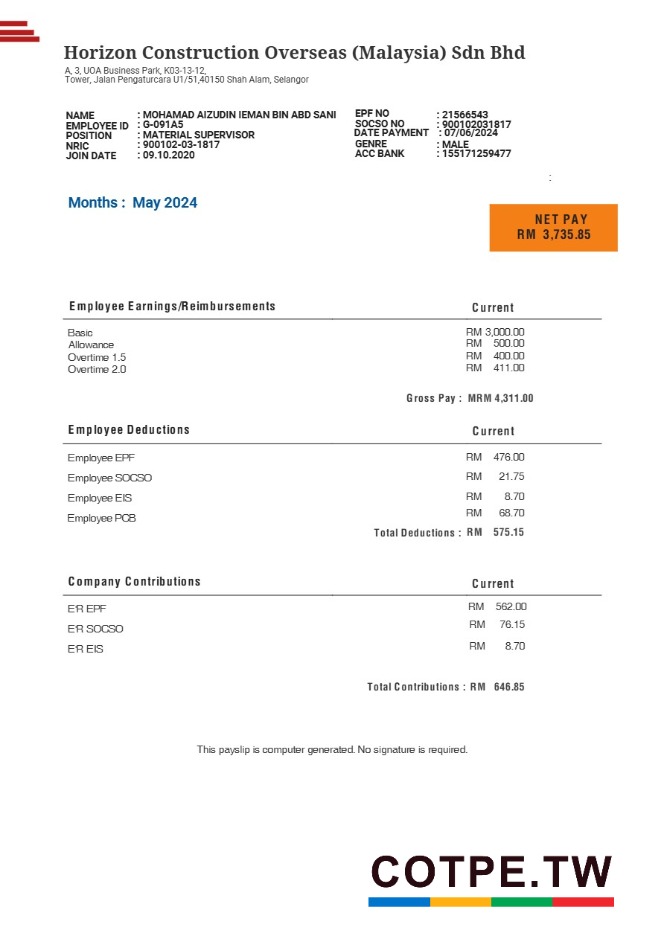 Horizon Construction Overseas (Malaysia) Sdn Bhd
A, 3, UOA Business Park, K03-13-12,
Tower, Jalan Pengaturcara U1/51,40150 Shah Alam, Selangor
NAME : MOHAMAD AIZUDIN IEMAN BIN ABD SANI EPF NO : 21566543
EMPLOYEE ID : G-091A5 SOCSO NO : 900102031817
POSITION : MATERIAL SUPERVISOR DATE PAYMENT : 07/06/2024
NRIC : 900102-03-1817 GENRE : MALE
JOIN DATE : 09.10.2020 ACC BANK : 155171259477
:
Months : May 2024
NET PAY
RM 3,735.85
Employee Earnings/Reimbursements Current
Basic RM 3,000.00
Allowance RM 500.00
Overtime 1.5 RM 400.00
Overtime 2.0 RM 411.00
Gross Pay : MRM 4,311.00
Employee Deductions Current
Employee EPF RM 476.00
Employee SOCSO RM 21.75
Employee EIS RM 8.70
Employee PCB RM 68.70
Total Deductions : RM 575.15
Company Contributions Current
E'R EPF RM 562.00
E'R SOCSO RM 76.15
E'R EIS RM 8.70
Total Contributions : RM 646.85
This payslip is computer generated. No signature is required.
COTPE.TW